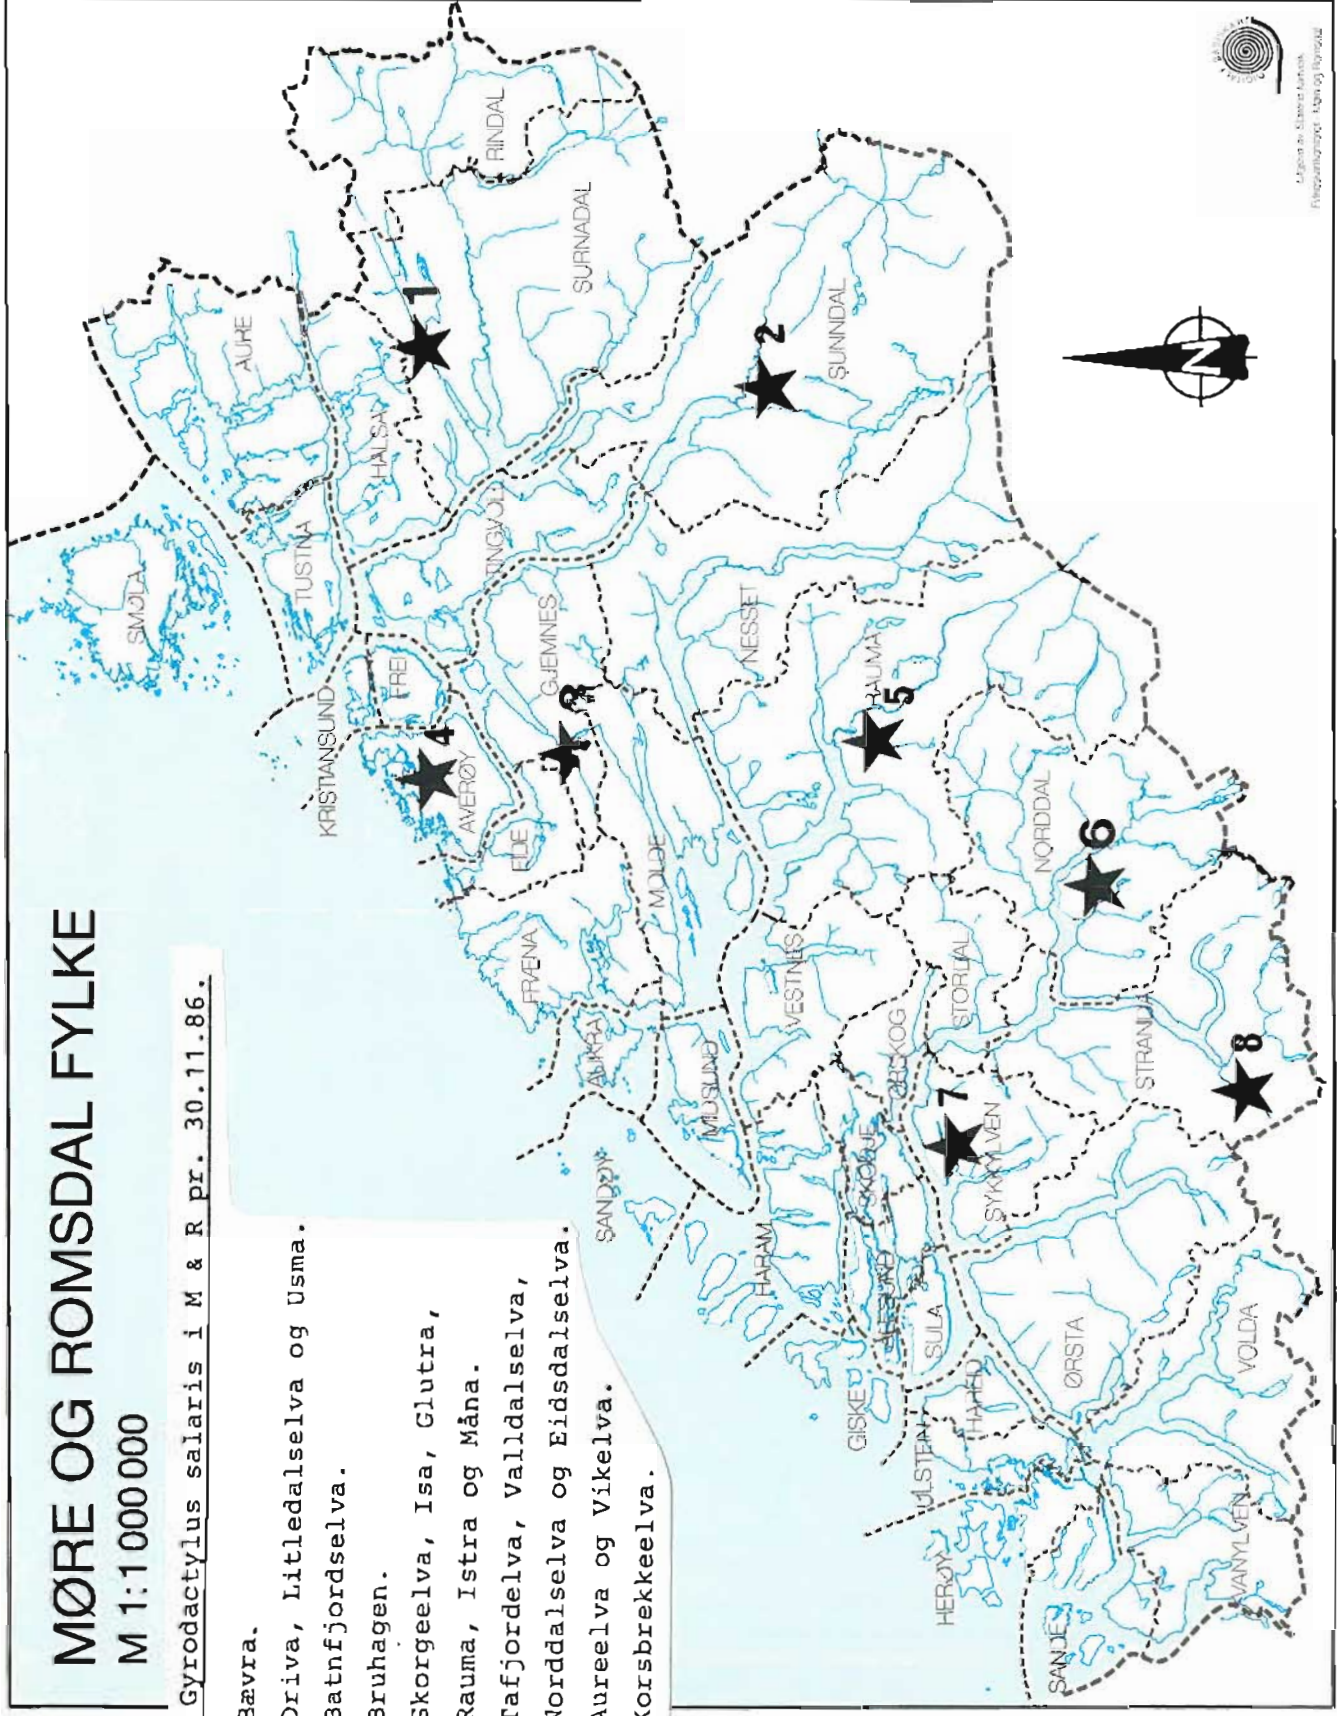 MØRE OG ROMSDAL FYLKE
M 1:1000000
Gyrodactylus salaris i M & R pr. 30.11.86.
Bævra.
Driva, Litledalselva og Usma.
Batnfjordselva.
Bruhagen.
Skorgeelva, Isa, Glutra,
Rauma, Istra og Måna.
Tafjordelva, Valldalselva,
Norddalselva og Eidsdalselva.
Aureelva og Vikelva.
Korsbrekkeelva.
SMØLA
AURE
TUSTNA
HALSA
RINDAL
SURNADAL
1
KRISTIANSUND
FREI
TINGVOLL
4
AVERØY
GJEMNES
3
EIDE
SUNNDAL
2
FRÆNA
MOLDE
NESSET
RAUMA
5
AUKRA
MIDSUND
VESTNES
SANDØY
HARAM
NORDDAL
6
ØRSKOG
STORDAL
SKODJE
7
SYKKYLVEN
STRANDA
8
GISKE
ÅLESUND
SULA
HAREID
ULSTEIN
HERØY
ØRSTA
VOLDA
SANDE
VANYLVEN
N